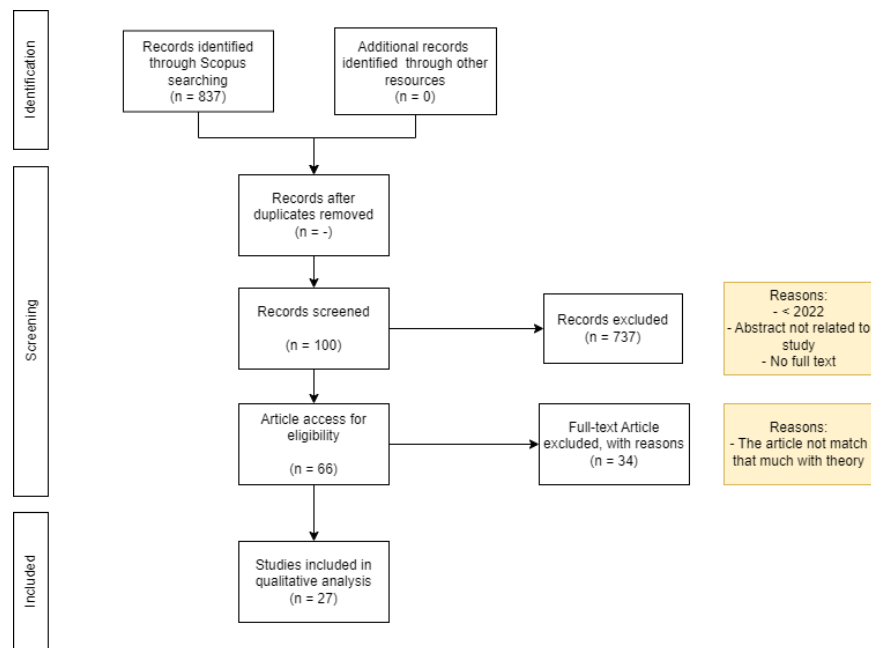 Identification
Records identified
through Scopus
searching
(n = 837)
Additional records
identified through other
resources
(n = 0)
Screening
Records after
duplicates removed
(n = -)
Records screened
(n = 100)
Records excluded
(n = 737)
Reasons:
- < 2022
- Abstract not related to
study
- No full text
Article access for
eligibility
(n = 66)
Full-text Article
excluded, with reasons
(n = 34)
Reasons:
- The article not match
that much with theory
Included
Studies included in
qualitative analysis
(n = 27)